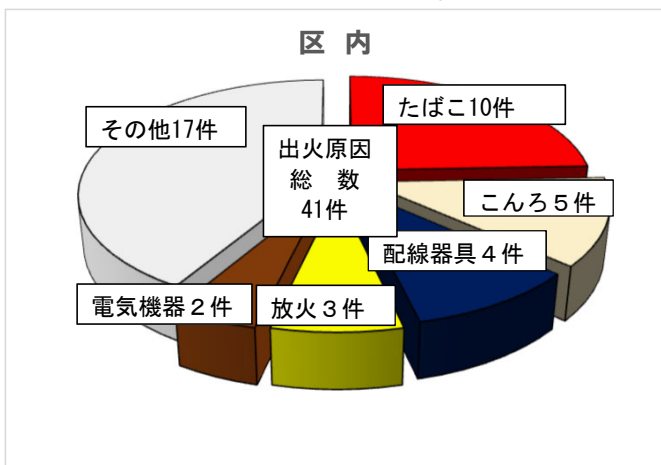 区 内
たばこ10件
その他17件
出火原因
総 数
41件
こんろ５件
配線器具４件
電気機器２件
放火３件